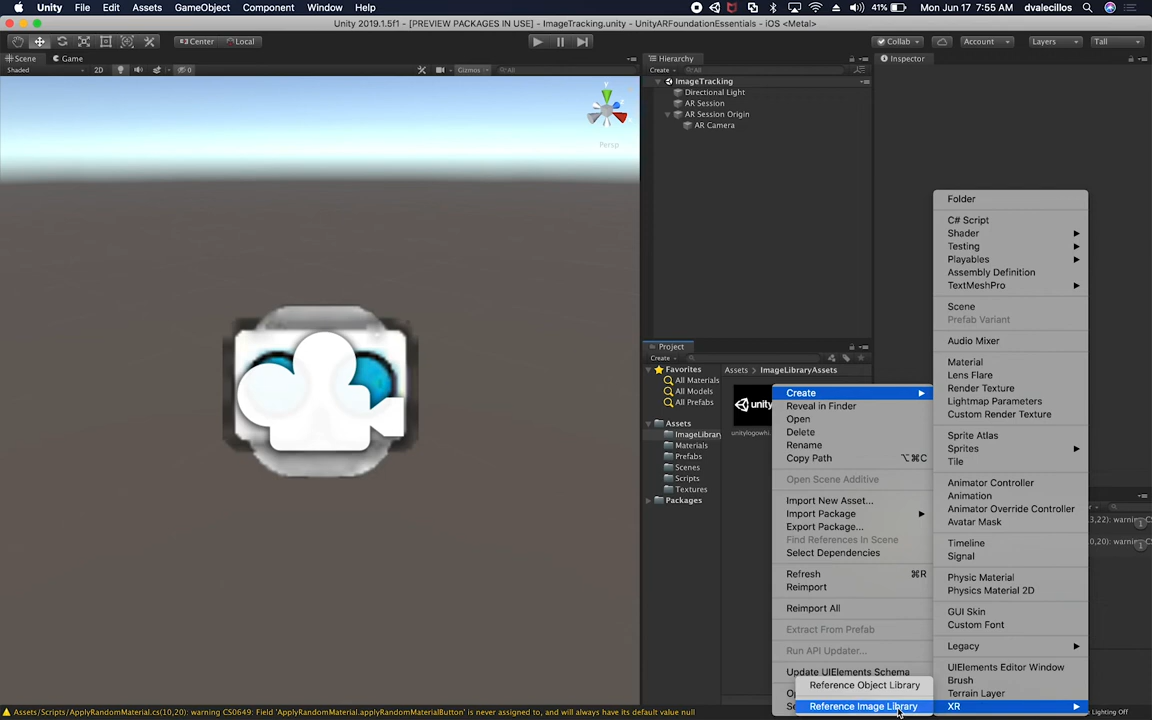 Unity File Edit Assets GameObject Component Window Help 41% Mon Jun 17 7:55 AM dvalecillos
Unity 2019.1.5f1 - [PREVIEW PACKAGES IN USE] - ImageTracking.unity - UnityARFoundationEssentials - iOS <Metal>
Center Local Collab Account Layers Tall
Scene Game
Shaded 2D Gizmos All
Persp
Hierarchy
Create All
ImageTracking
Directional Light
AR Session
AR Session Origin
AR Camera
Inspector
Project
Create
Favorites
All Materials
All Models
All Prefabs
Assets
ImageLibrary
Materials
Prefabs
Scenes
Scripts
Textures
Packages
Assets > ImageLibraryAssets
unity
unitylogowhi...
Create
Reveal in Finder
Open
Delete
Rename
Copy Path ⌥⌘C
Open Scene Additive
Import New Asset...
Import Package
Export Package...
Find References In Scene
Select Dependencies
Refresh ⌘R
Reimport
Reimport All
Extract From Prefab
Run API Updater...
Update UIElements Schema
Reference Object Library
Reference Image Library
Folder
C# Script
Shader
Testing
Playables
Assembly Definition
TextMeshPro
Scene
Prefab Variant
Audio Mixer
Material
Lens Flare
Render Texture
Lightmap Parameters
Custom Render Texture
Sprite Atlas
Sprites
Tile
Animator Controller
Animation
Animator Override Controller
Avatar Mask
Timeline
Signal
Physic Material
Physics Material 2D
GUI Skin
Custom Font
Legacy
UIElements Editor Window
Brush
Terrain Layer
XR
Assets/Scripts/ApplyRandomMaterial.cs(10,20): warning CS0649: Field 'ApplyRandomMaterial.applyRandomMaterialButton' is never assigned to, and will always have its default value null
Lighting Off